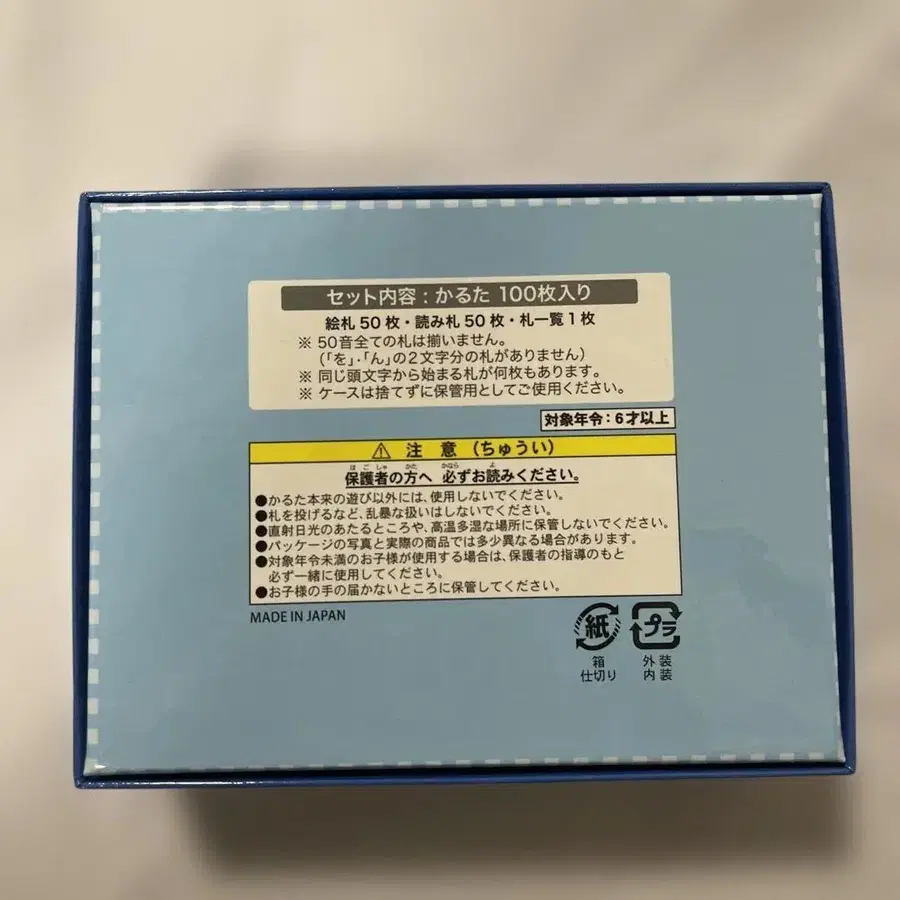 セット内容 : かるた 100枚入り
絵札 50 枚・読み札 50 枚・札一覧 1 枚
※ 50音全ての札は揃いません。
（「を」・「ん」の２文字分の札がありません）
※ 同じ頭文字から始まる札が何枚もあります。
※ ケースは捨てずに保管用としてご使用ください。
対象年令：6才以上
⚠ 注 意（ちゅうい）
ほごしゃ かた かなら よ
保護者の方へ 必ずお読みください。
●かるた本来の遊び以外には、使用しないでください。
●札を投げるなど、乱暴な扱いはしないでください。
●直射日光のあたるところや、高温多湿な場所に保管しないでください。
●パッケージの写真と実際の商品では多少異なる場合があります。
●対象年令未満のお子様が使用する場合は、保護者の指導のもと
必ず一緒に使用してください。
●お子様の手の届かないところに保管してください。
MADE IN JAPAN
紙 プラ
箱 外装
仕切り 内装